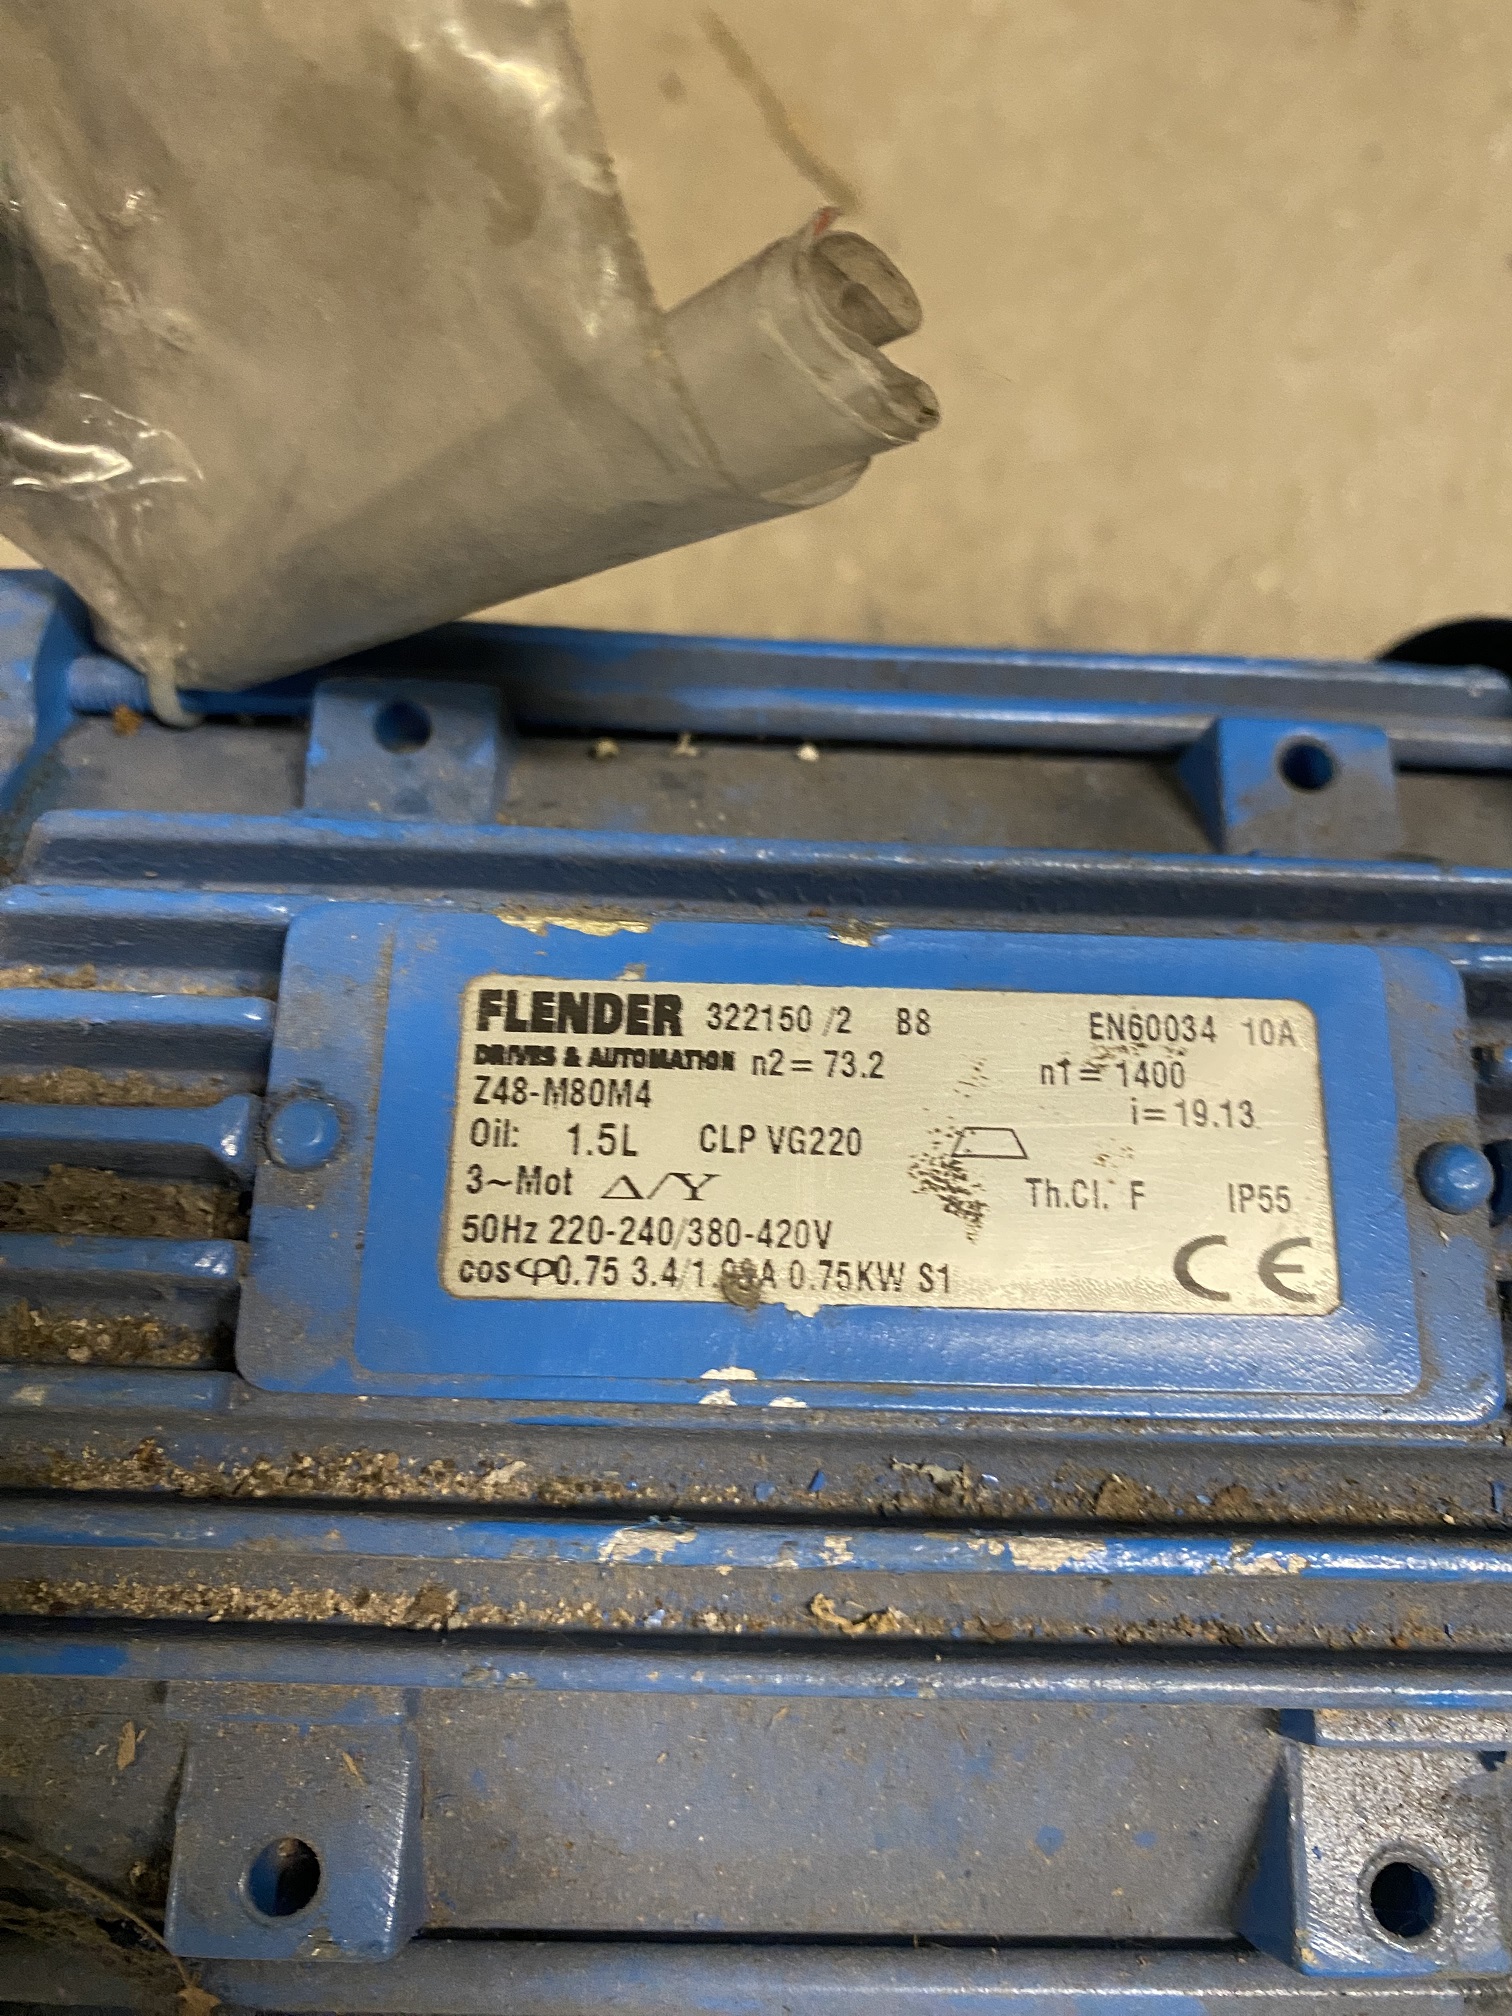 FLENDER 322150 /2 B8 EN60034 10A
DRIVES & AUTOMATION n2= 73.2 n1= 1400
Z48-M80M4 i= 19.13
Oil: 1.5L CLP VG220
3~Mot Δ/Y Th.Cl. F IP55
50Hz 220-240/380-420V
cosφ0.75 3.4/ 0.75KW S1 CE